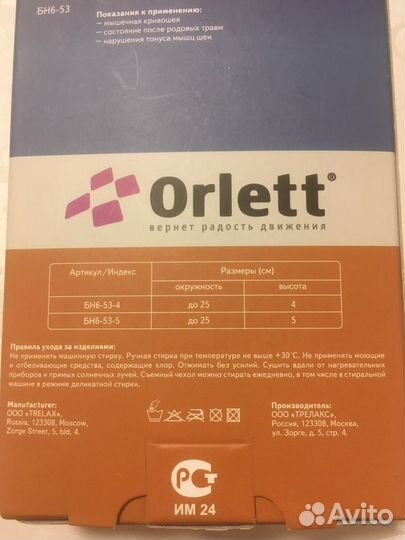 БН6-53
Показания к применению:
- мышечная кривошея
- состояние после родовых травм
- нарушения тонуса мышц шеи
Orlett®
вернет радость движения
Артикул/Индекс Размеры (см)
окружность высота
БН6-53-4 до 25 4
БН6-53-5 до 25 5
Правила ухода за изделиями:
Не применять машинную стирку. Ручная стирка при температуре не выше +30°С. Не применять моющие
и отбеливающие средства, содержащие хлор. Отжимать без усилий. Сушить вдали от нагревательных
приборов и прямых солнечных лучей. Съемный чехол можно стирать ежедневно, в том числе в стиральной
машине в режиме деликатной стирки.
Manufacturer:
ООО «TRELAX»,
Russia, 123308, Moscow,
Zorge Street, 5, bld. 4.
Производитель:
ООО «ТРЕЛАКС»,
Россия, 123308, Москва,
ул. Зорге, д. 5, стр. 4.
РСТ
ИМ 24
Avito